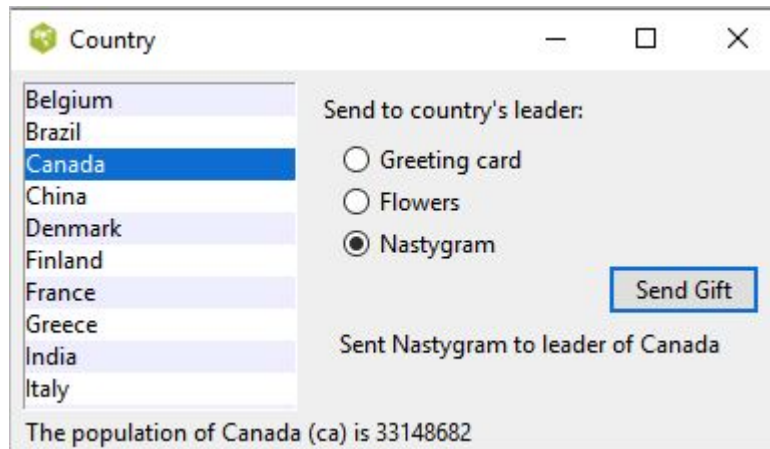 Country
Belgium
Brazil
Canada
China
Denmark
Finland
France
Greece
India
Italy
Send to country's leader:
Greeting card
Flowers
Nastygram
Send Gift
Sent Nastygram to leader of Canada
The population of Canada (ca) is 33148682